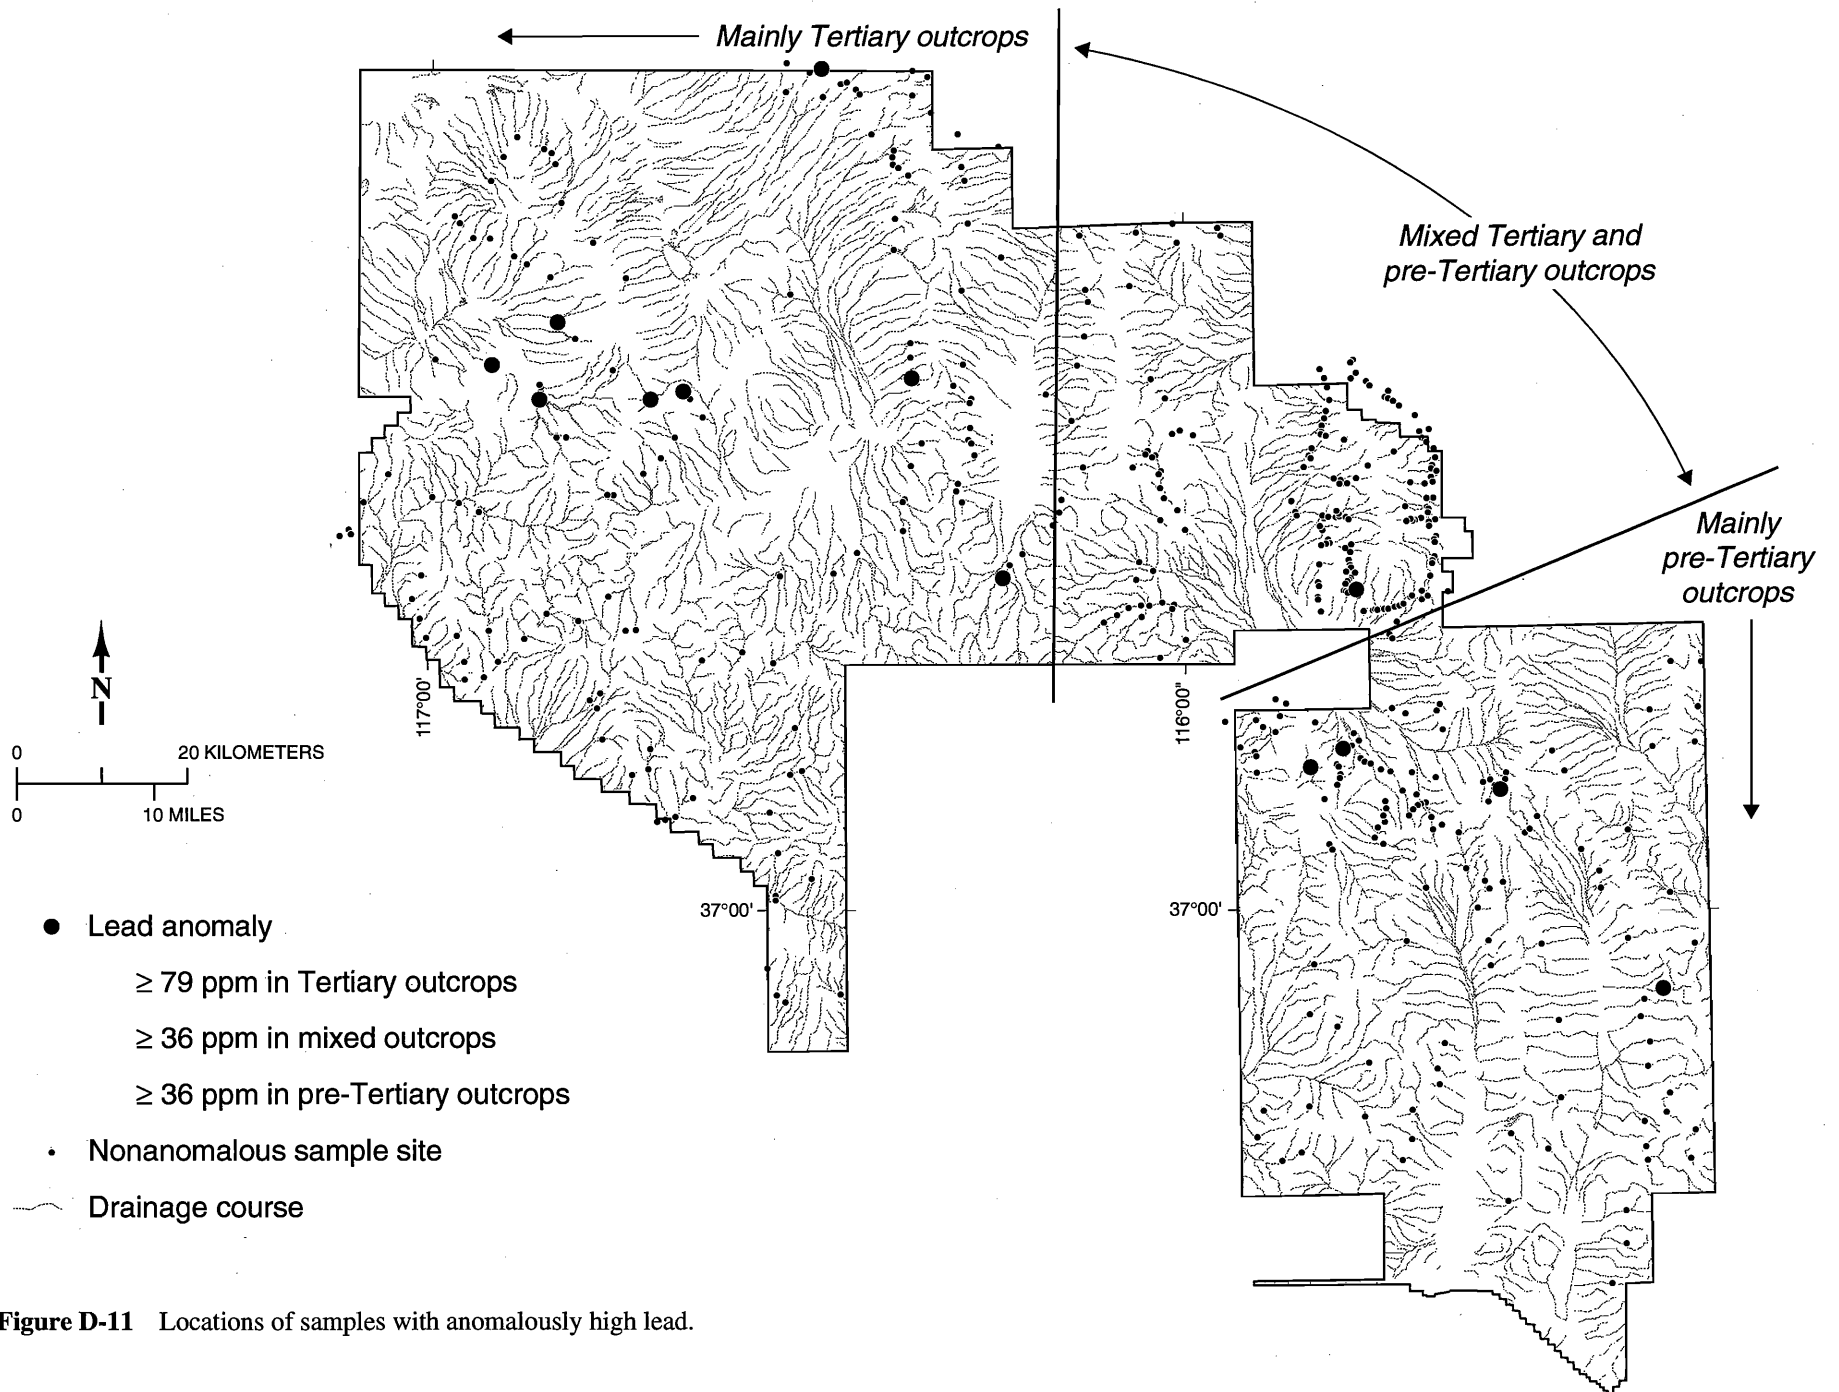 Mainly Tertiary outcrops
Mixed Tertiary and
pre-Tertiary outcrops
Mainly
pre-Tertiary
outcrops
N
0 20 KILOMETERS
0 10 MILES
117°00'
116°00"
37°00'
37°00'
Lead anomaly
≥ 79 ppm in Tertiary outcrops
≥ 36 ppm in mixed outcrops
≥ 36 ppm in pre-Tertiary outcrops
Nonanomalous sample site
Drainage course
Figure D-11 Locations of samples with anomalously high lead.